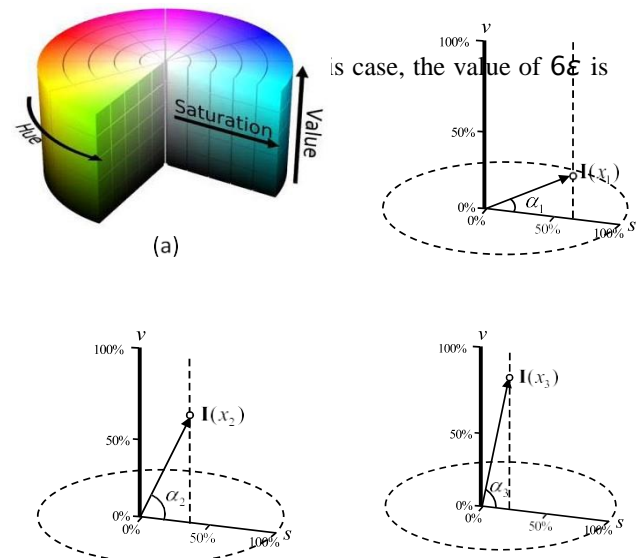 Hue
Saturation
Value
(a)
is case, the value of 6ε is
v
100%
50%
0%
0%
50%
100%
s
I(x₁)
α₁
v
100%
50%
0%
0%
50%
100%
s
I(x₂)
α₂
v
100%
50%
0%
0%
50%
100%
s
I(x₃)
α₃